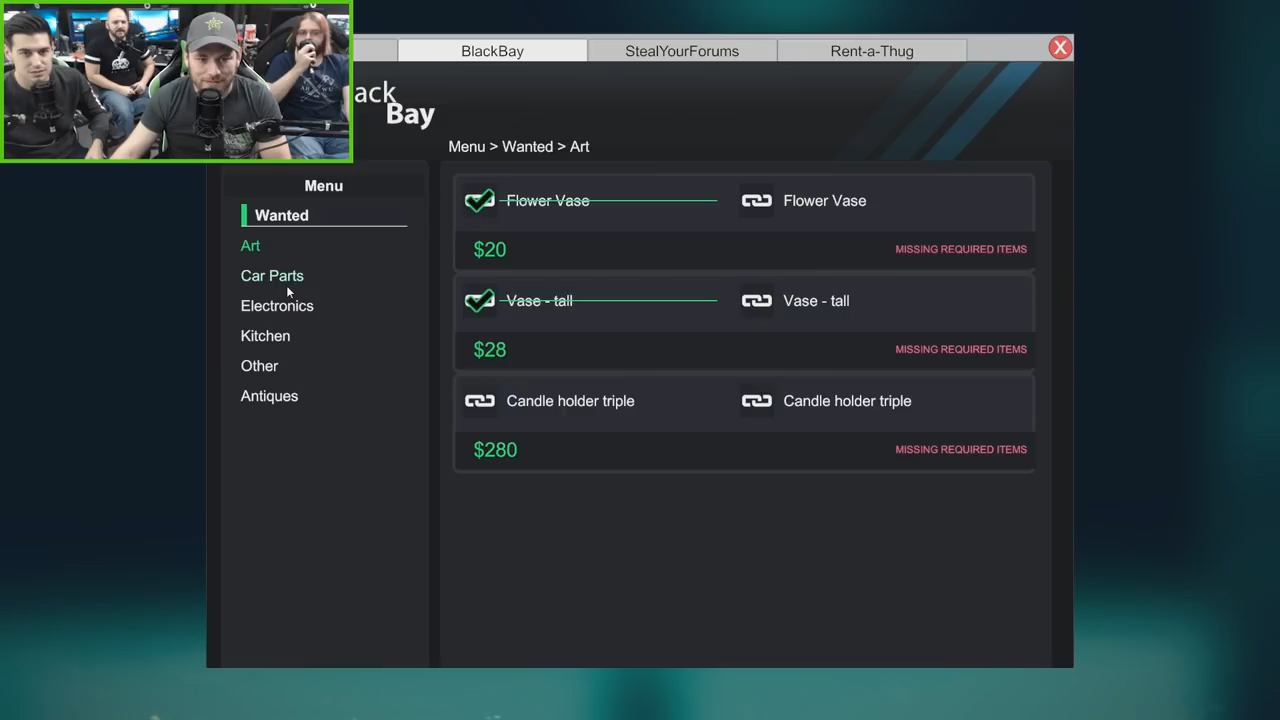 BlackBay
StealYourForums
Rent-a-Thug
ack
Bay
Menu > Wanted > Art
Menu
Wanted
Art
Car Parts
Electronics
Kitchen
Other
Antiques
Flower Vase
Flower Vase
$20
MISSING REQUIRED ITEMS
Vase - tall
Vase - tall
$28
MISSING REQUIRED ITEMS
Candle holder triple
Candle holder triple
$280
MISSING REQUIRED ITEMS